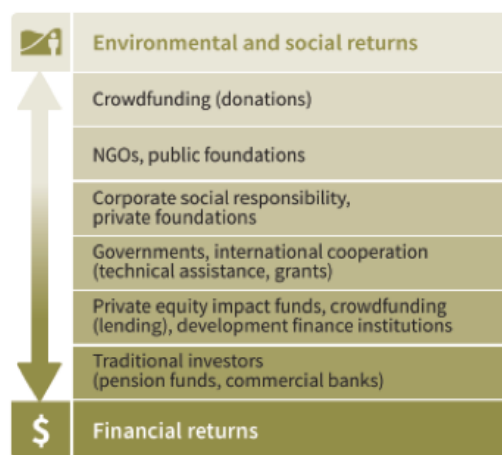 Environmental and social returns
Crowdfunding (donations)
NGOs, public foundations
Corporate social responsibility,
private foundations
Governments, international cooperation
(technical assistance, grants)
Private equity impact funds, crowdfunding
(lending), development finance institutions
Traditional investors
(pension funds, commercial banks)
$ Financial returns